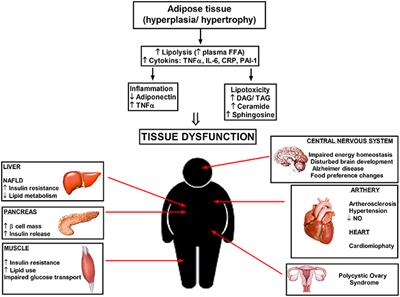 Adipose tissue
(hyperplasia/ hypertrophy)
↑ Lipolysis (↑ plasma FFA)
↑ Cytokins: TNFα, IL-6, CRP, PAI-1
Inflammation
↓ Adiponectin
↑ TNFα
Lipotoxicity
↑ DAG/ TAG
↑ Ceramide
↑ Sphingosine
TISSUE DYSFUNCTION
LIVER
NAFLD
↑ Insulin resistance
↓ Lipid metabolism
PANCREAS
↑ β cell mass
↑ Insulin release
MUSCLE
↑ Insulin resistance
↑ Lipid use
Impaired glucose transport
CENTRAL NERVOUS SYSTEM
Impaired energy homeostasis
Disturbed brain development
Alzheimer disease
Food preference changes
ARTHERY
Artherosclerosis
Hypertension
↓ NO
HEART
Cardiomiophaty
Polycystic Ovary
Syndrome